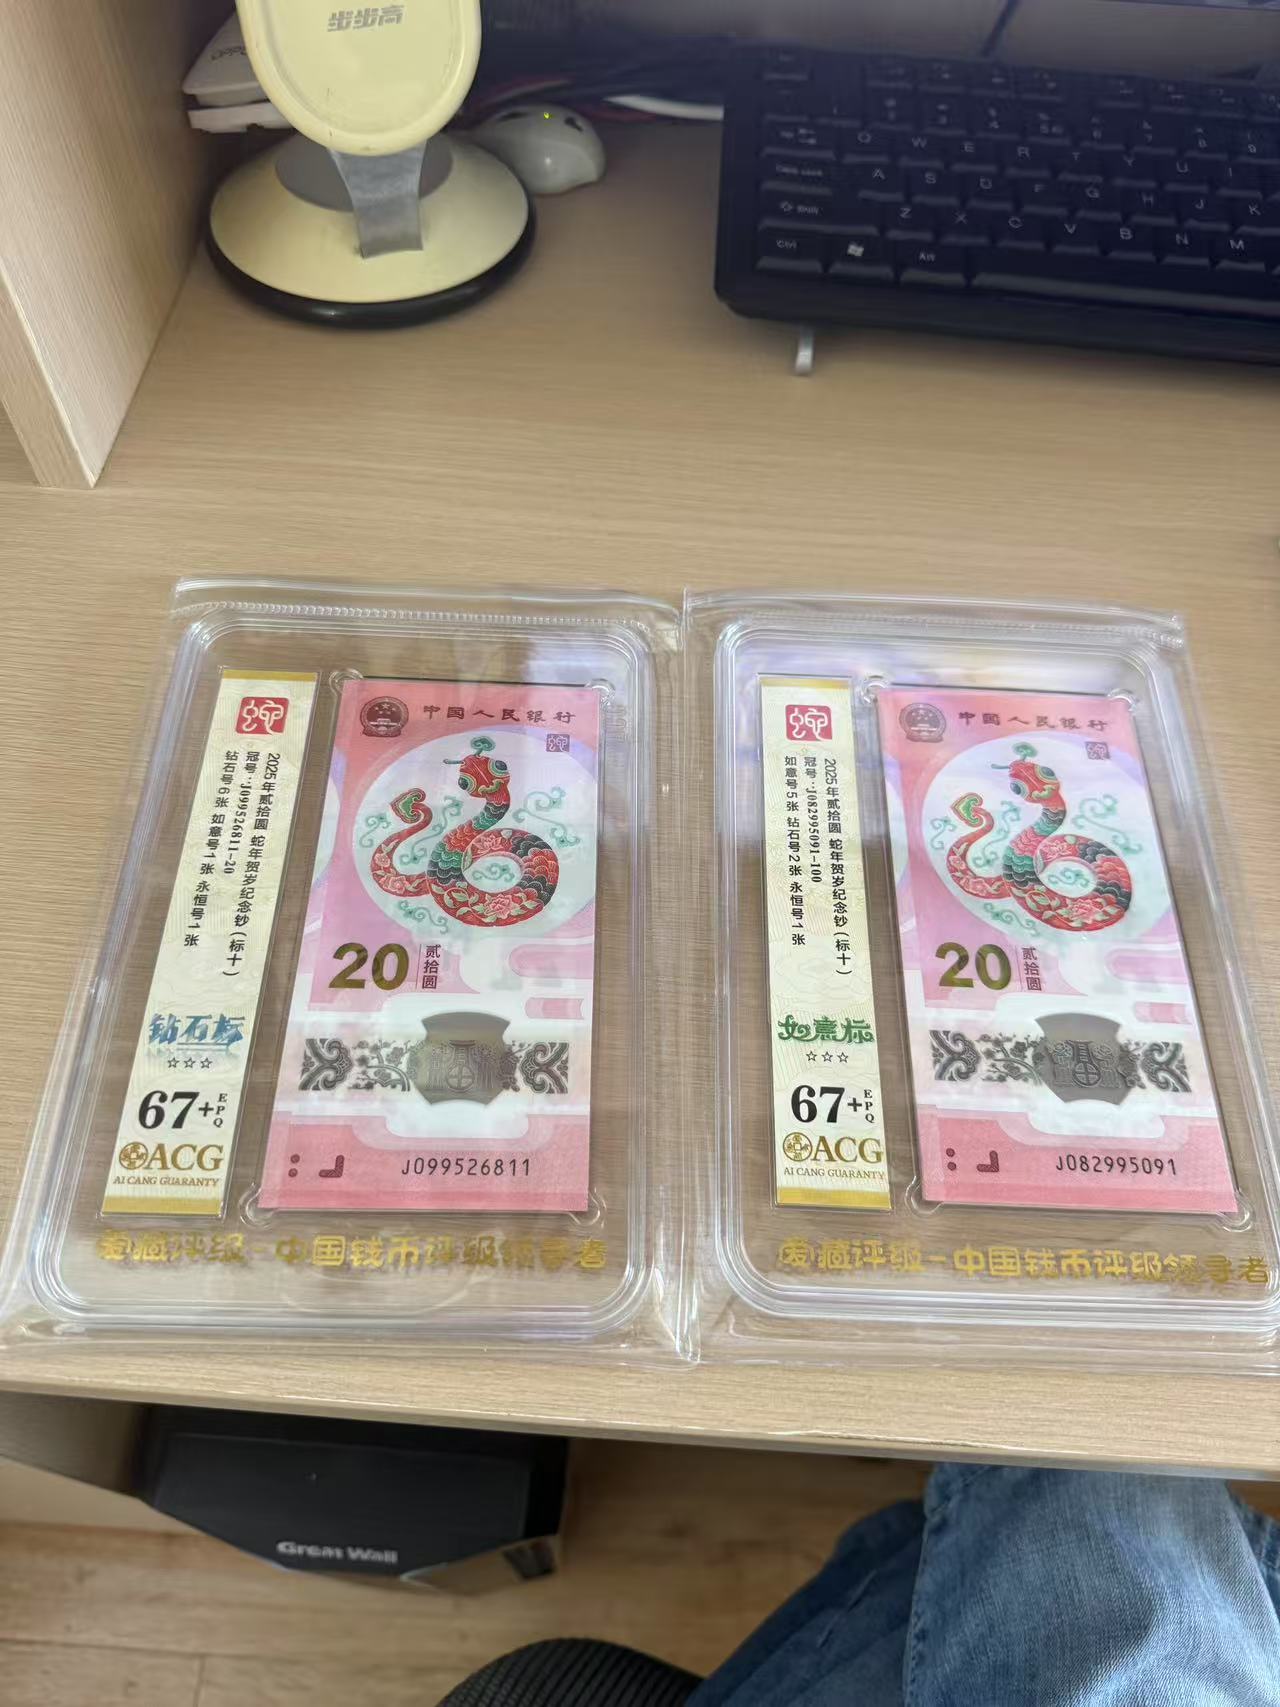 步步高
Q W E R T Y U I
A S D F G H J K
Z X C V B N M
Shift
Ctrl
Alt
蛇
2025年贰拾圆 蛇年贺岁纪念钞（标十）
冠号：J099526811-20
钻石号6张 如意号1张 永恒号1张
钻石标
☆☆☆
67+ EPQ
ACG
AI CANG GUARANTY
中国人民银行
蛇
20 贰拾圆
J099526811
爱藏评级-中国钱币评级领导者
蛇
2025年贰拾圆 蛇年贺岁纪念钞（标十）
冠号：J082995091-100
如意号5张 钻石号2张 永恒号1张
如意标
☆☆☆
67+ EPQ
ACG
AI CANG GUARANTY
中国人民银行
蛇
20 贰拾圆
J082995091
爱藏评级-中国钱币评级领导者
Great Wall